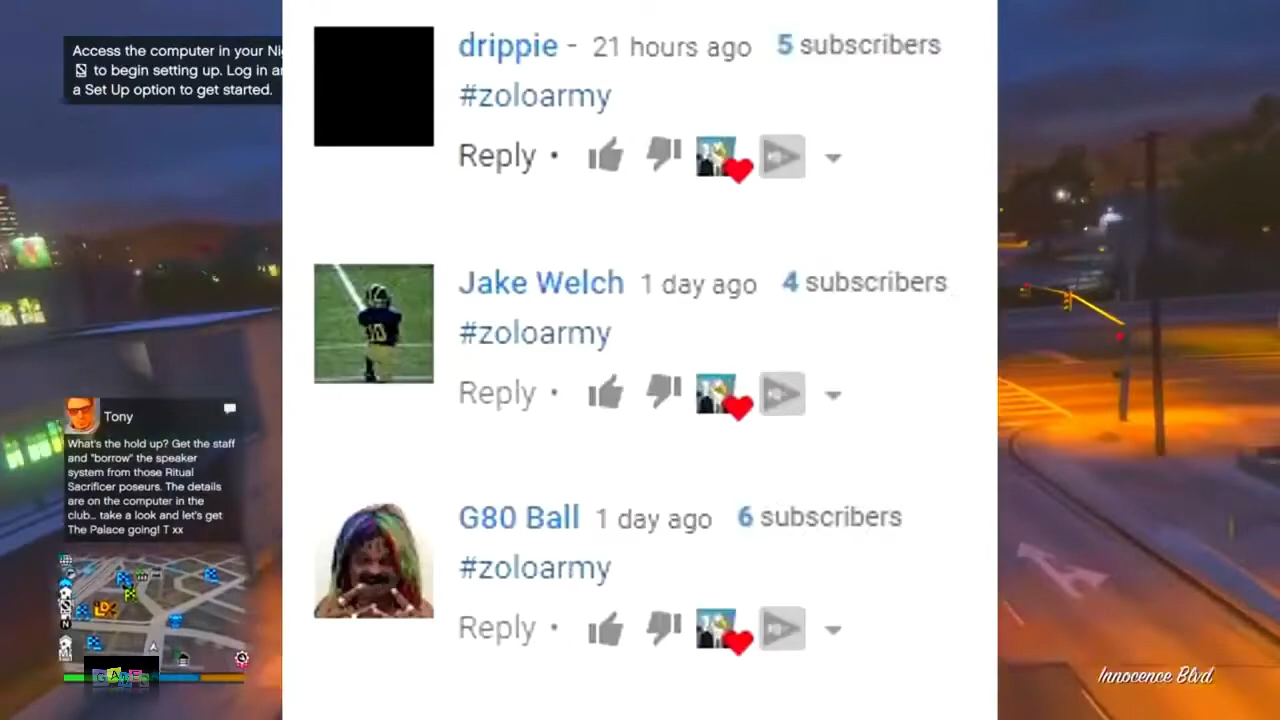 Access the computer in your Ni
to begin setting up. Log in a
a Set Up option to get started.
drippie - 21 hours ago 5 subscribers
#zoloarmy
Reply •
Jake Welch 1 day ago 4 subscribers
#zoloarmy
Reply •
Tony
What's the hold up? Get the staff
and "borrow" the speaker
system from those Ritual
Sacrificer poseurs. The details
are on the computer in the
club... take a look and let's get
The Palace going! T xx
G80 Ball 1 day ago 6 subscribers
#zoloarmy
Reply •
N
GAMES
Innocence Blvd